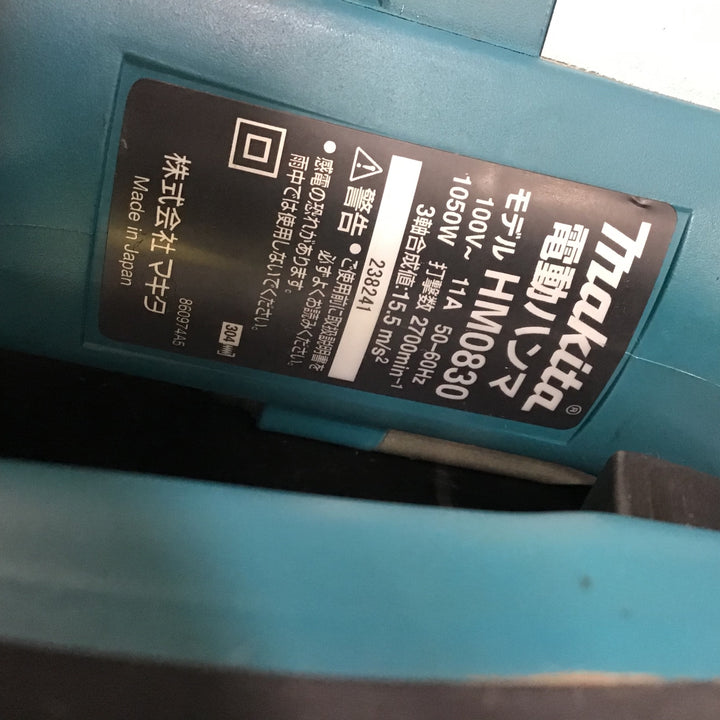 makita®
電動ハンマ
モデル HM0830
100V~ 11A 50-60Hz
1050W 打撃数 2700min-1
3軸合成値:15.5 m/s2
238241
警告 • ご使用前に取扱説明書を
必ずよくお読みください。
• 感電の恐れがあります。
雨中では使用しないでください。
株式会社 マキタ
Made in Japan
860974A5
304